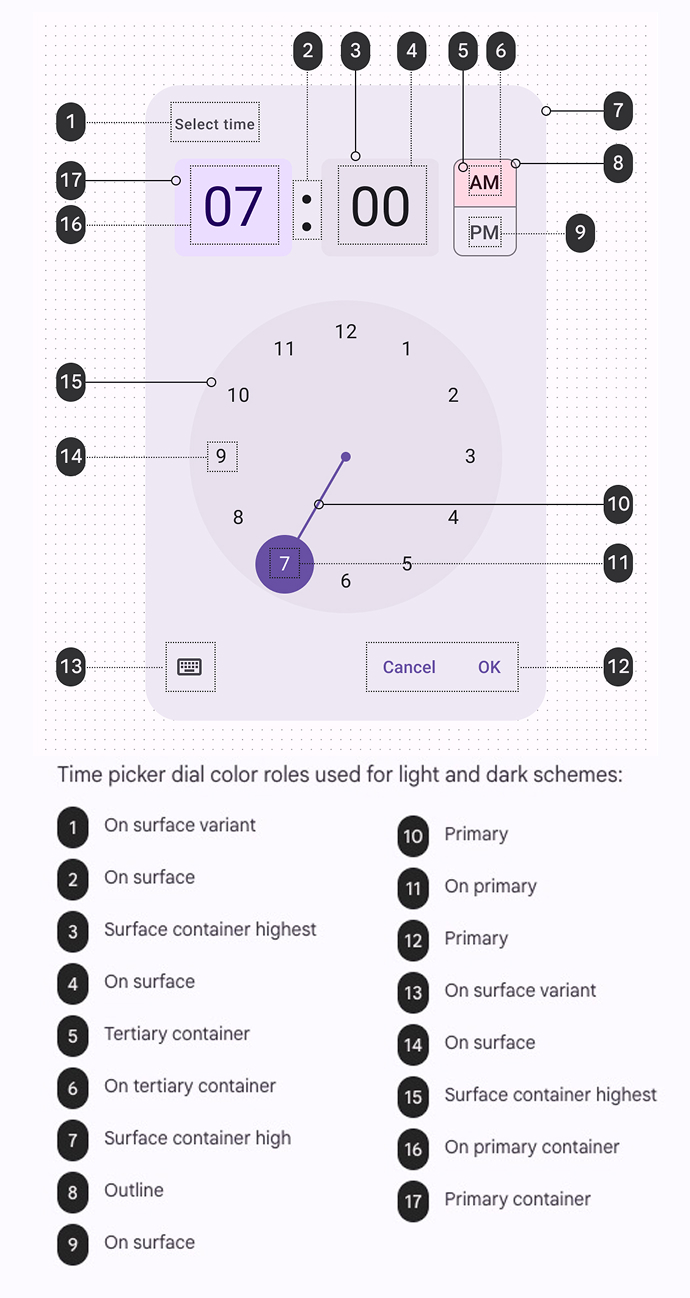 2 3 4 5 6
1 Select time 7
17 07 : 00 AM 8
16 PM 9
12
11 1
15 10 2
14 9 3
8 4 10
7 5 11
6
13 Cancel OK 12
Time picker dial color roles used for light and dark schemes:
1 On surface variant
2 On surface
3 Surface container highest
4 On surface
5 Tertiary container
6 On tertiary container
7 Surface container high
8 Outline
9 On surface
10 Primary
11 On primary
12 Primary
13 On surface variant
14 On surface
15 Surface container highest
16 On primary container
17 Primary container